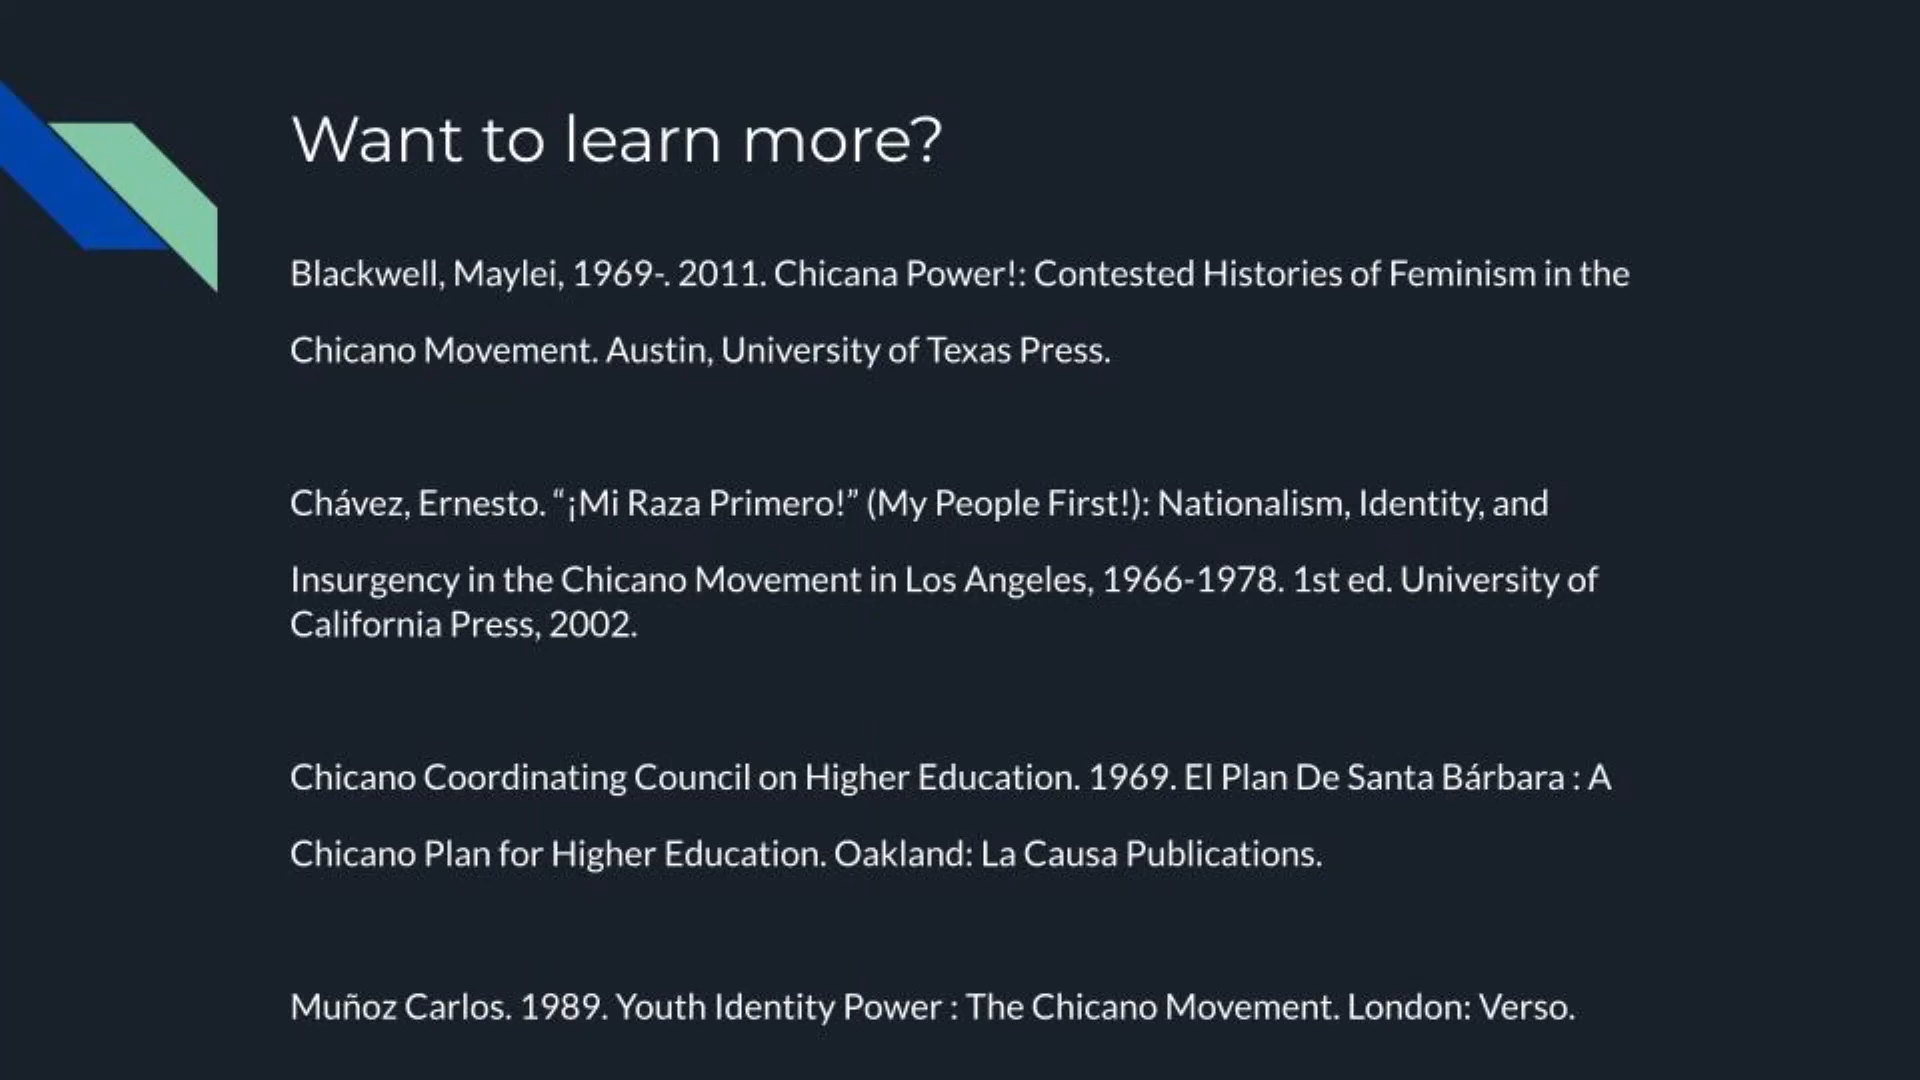 Want to learn more?
Blackwell, Maylei, 1969-. 2011. Chicana Power!: Contested Histories of Feminism in the
Chicano Movement. Austin, University of Texas Press.
Chávez, Ernesto. “¡Mi Raza Primero!” (My People First!): Nationalism, Identity, and
Insurgency in the Chicano Movement in Los Angeles, 1966-1978. 1st ed. University of
California Press, 2002.
Chicano Coordinating Council on Higher Education. 1969. El Plan De Santa Bárbara : A
Chicano Plan for Higher Education. Oakland: La Causa Publications.
Muñoz Carlos. 1989. Youth Identity Power : The Chicano Movement. London: Verso.